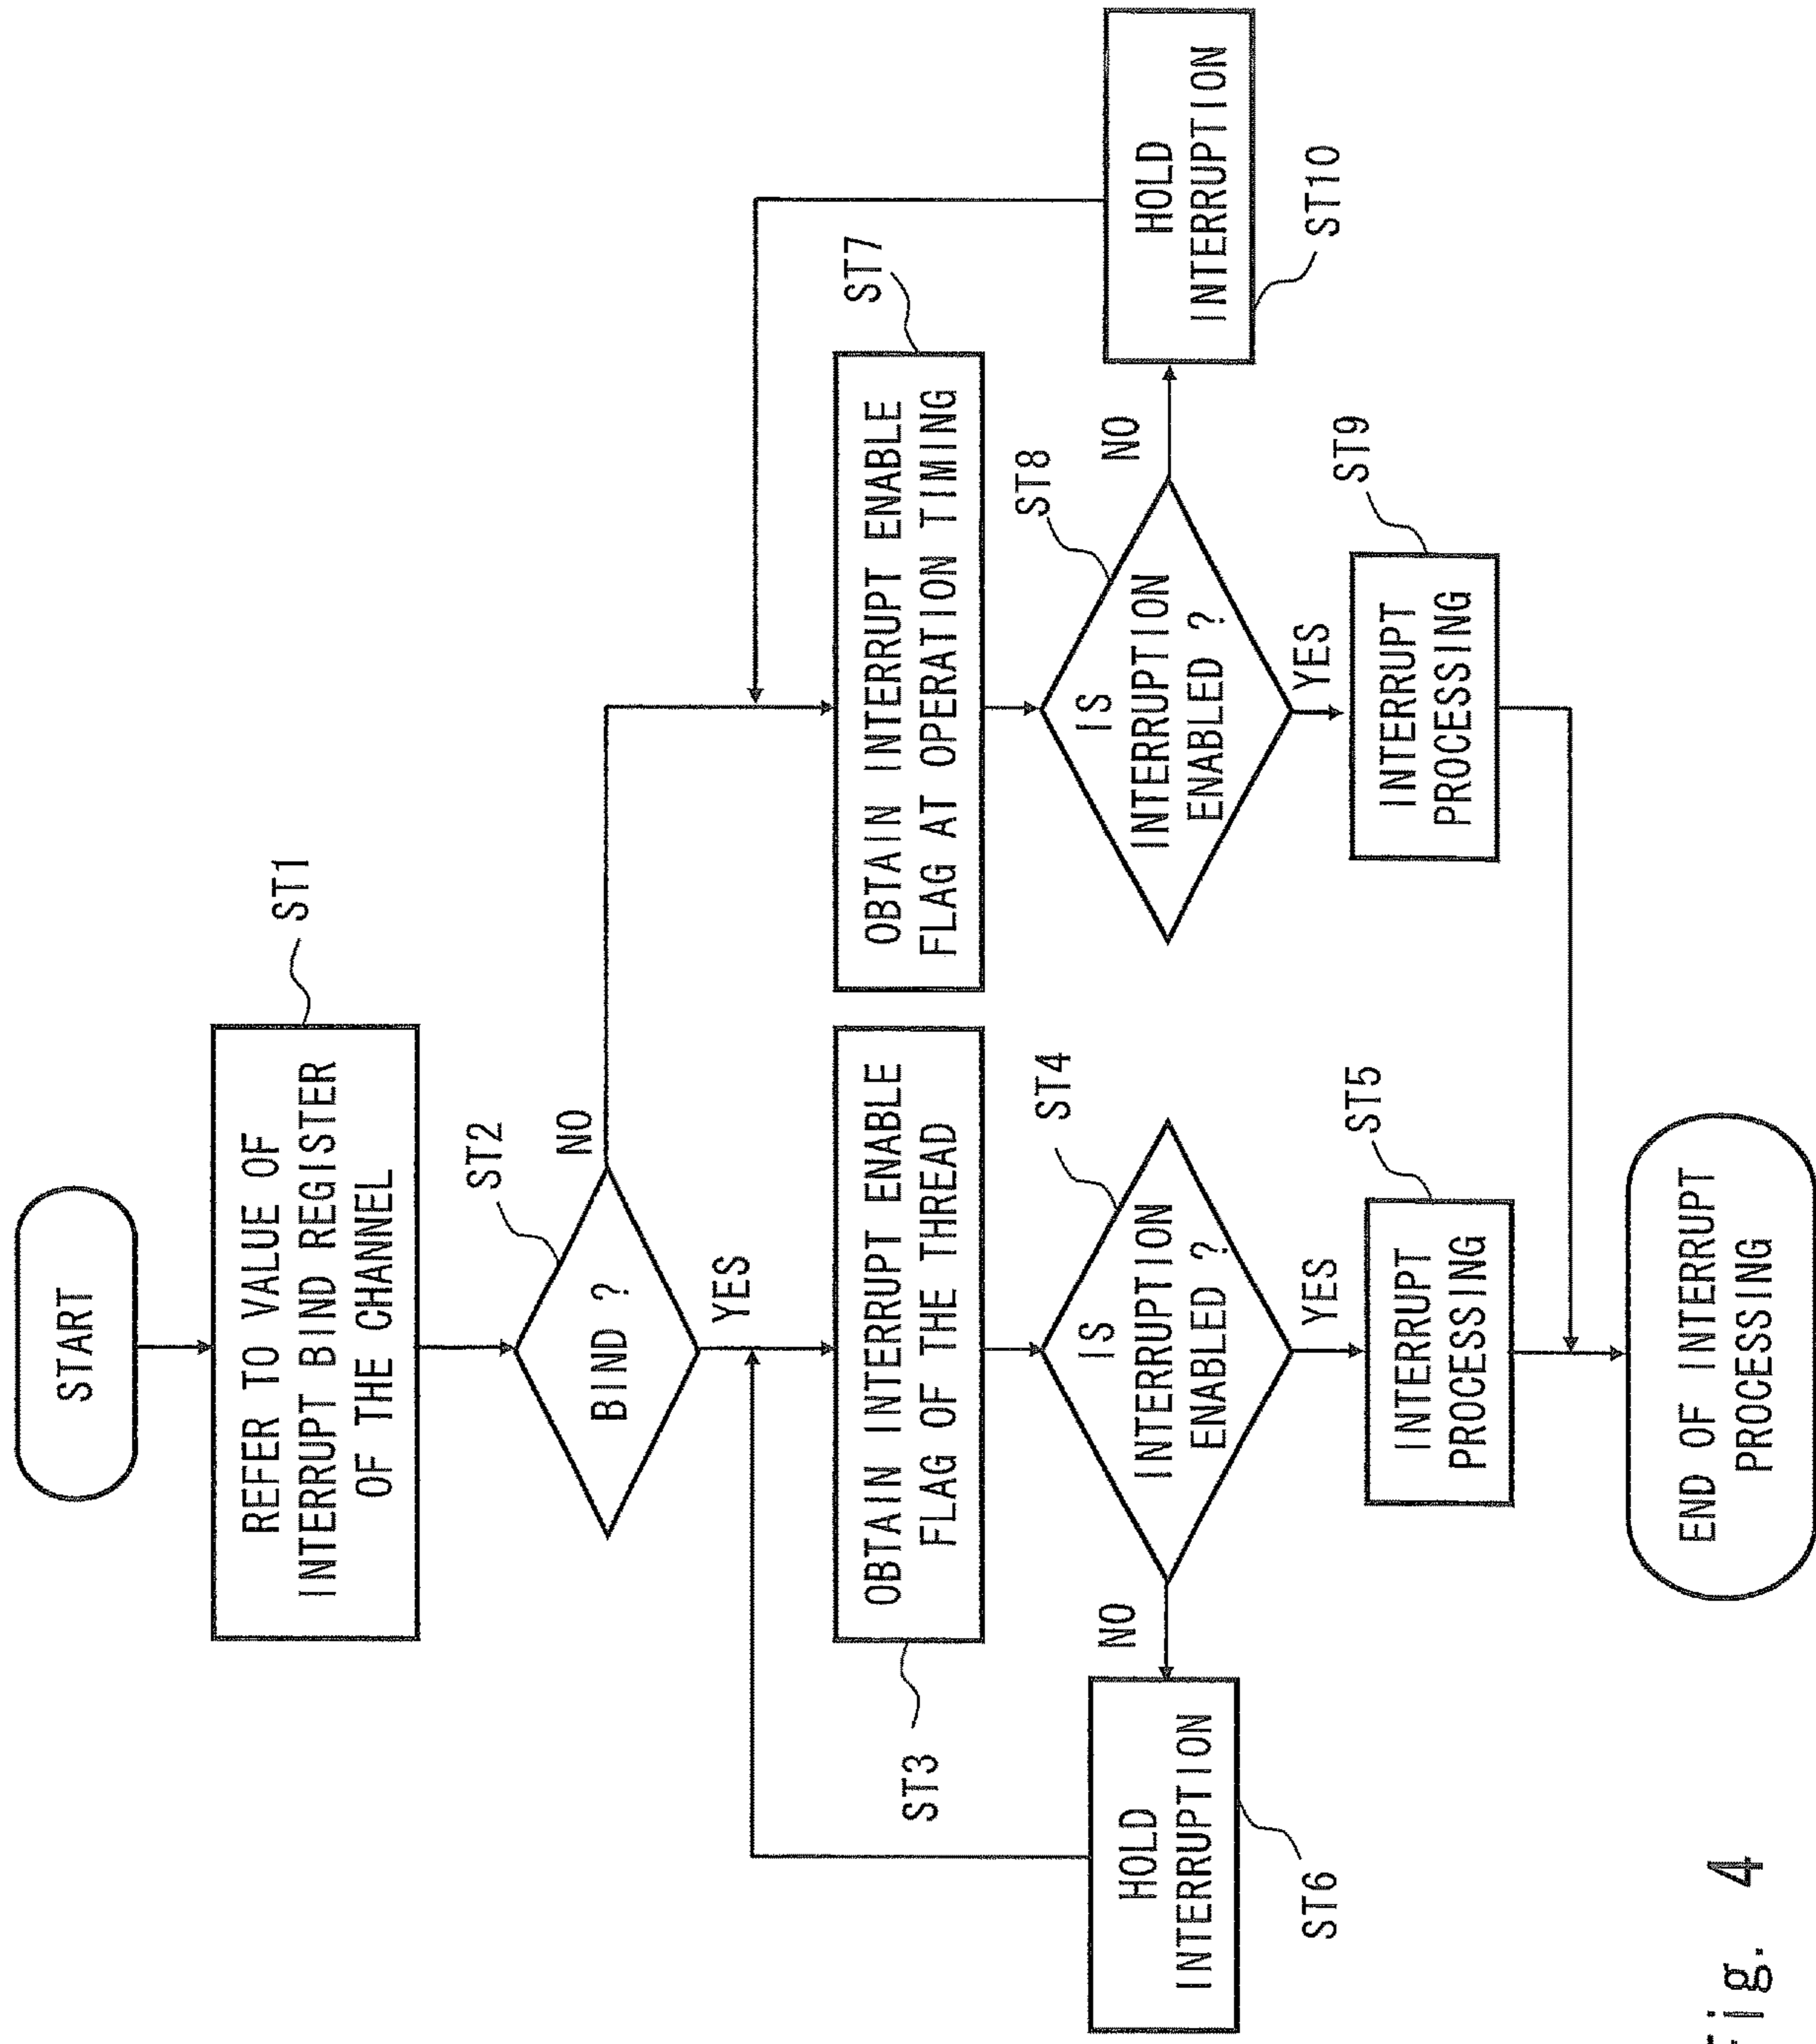 START
REFER TO VALUE OF
INTERRUPT BIND REGISTER
OF THE CHANNEL
ST1
BIND ?
ST2
NO
YES
OBTAIN INTERRUPT ENABLE
FLAG OF THE THREAD
ST3
OBTAIN INTERRUPT ENABLE
FLAG AT OPERATION TIMING
ST7
IS
INTERRUPTION
ENABLED ?
ST4
NO
YES
IS
INTERRUPTION
ENABLED ?
ST8
NO
YES
HOLD
INTERRUPTION
ST6
INTERRUPT
PROCESSING
ST5
INTERRUPT
PROCESSING
ST9
HOLD
INTERRUPTION
ST10
END OF INTERRUPT
PROCESSING
Fig. 4